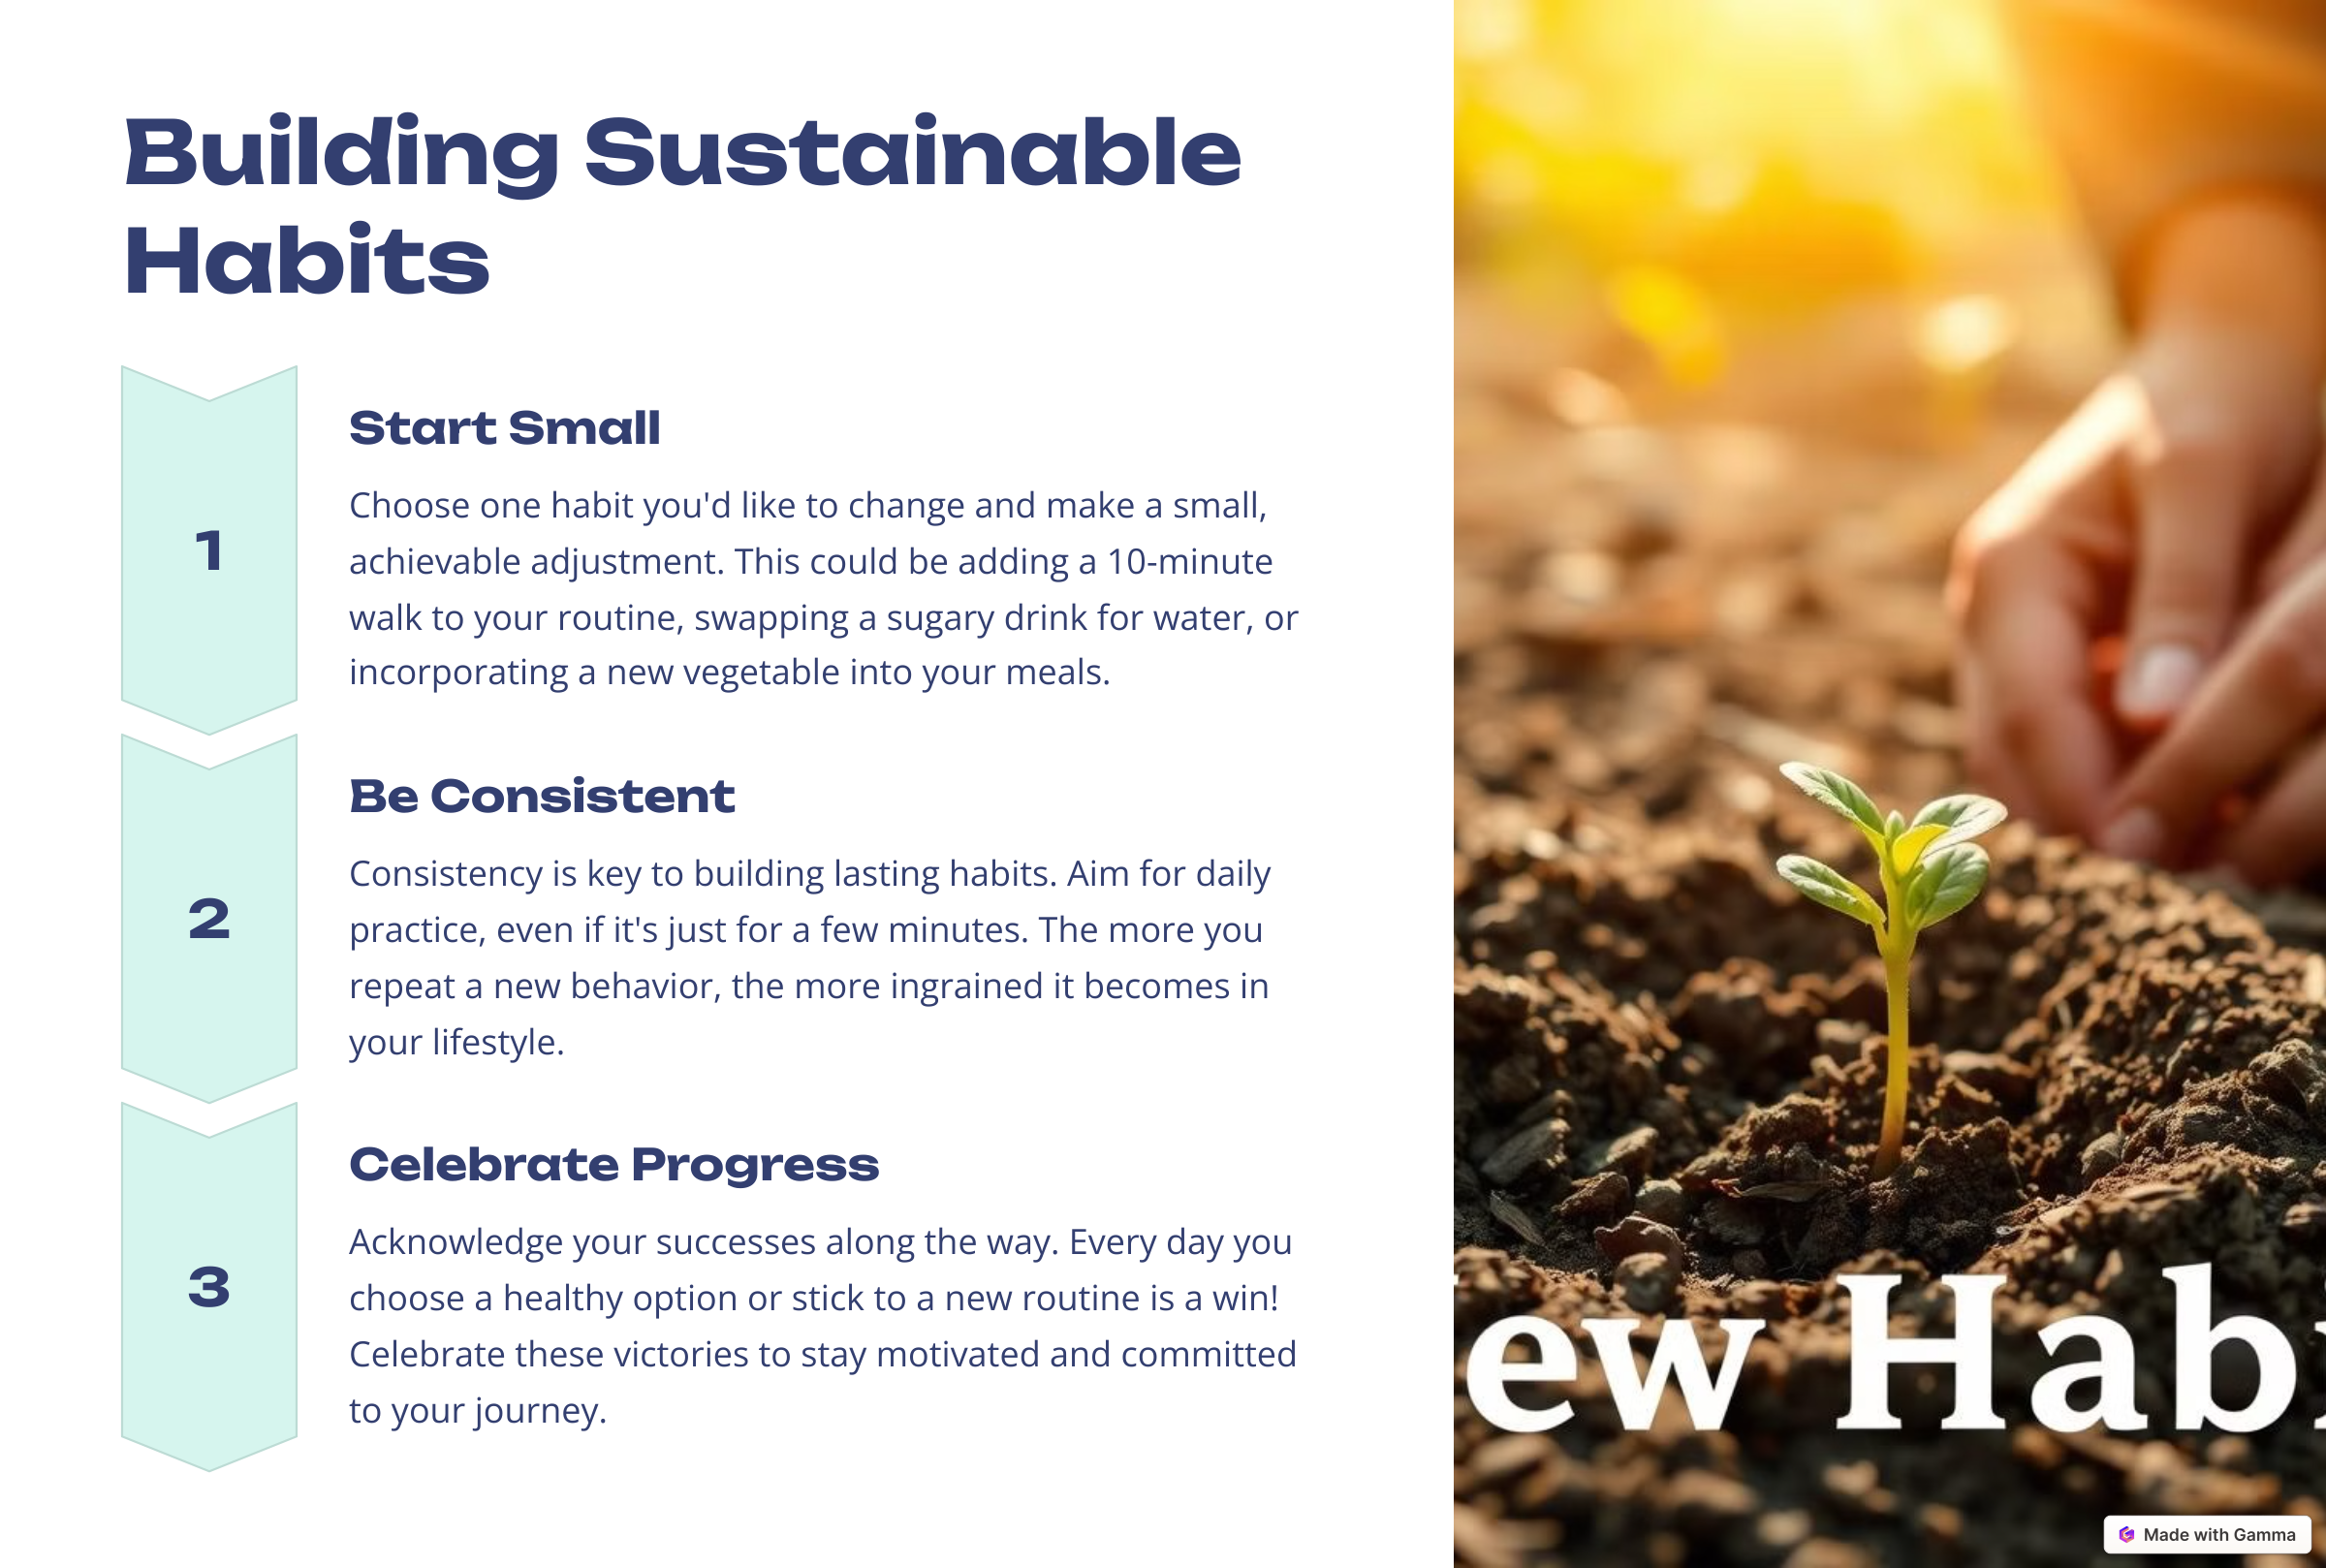 Building Sustainable
Habits
1
Start Small
Choose one habit you'd like to change and make a small,
achievable adjustment. This could be adding a 10-minute
walk to your routine, swapping a sugary drink for water, or
incorporating a new vegetable into your meals.
2
Be Consistent
Consistency is key to building lasting habits. Aim for daily
practice, even if it's just for a few minutes. The more you
repeat a new behavior, the more ingrained it becomes in
your lifestyle.
3
Celebrate Progress
Acknowledge your successes along the way. Every day you
choose a healthy option or stick to a new routine is a win!
Celebrate these victories to stay motivated and committed
to your journey.
ew Hab
Made with Gamma